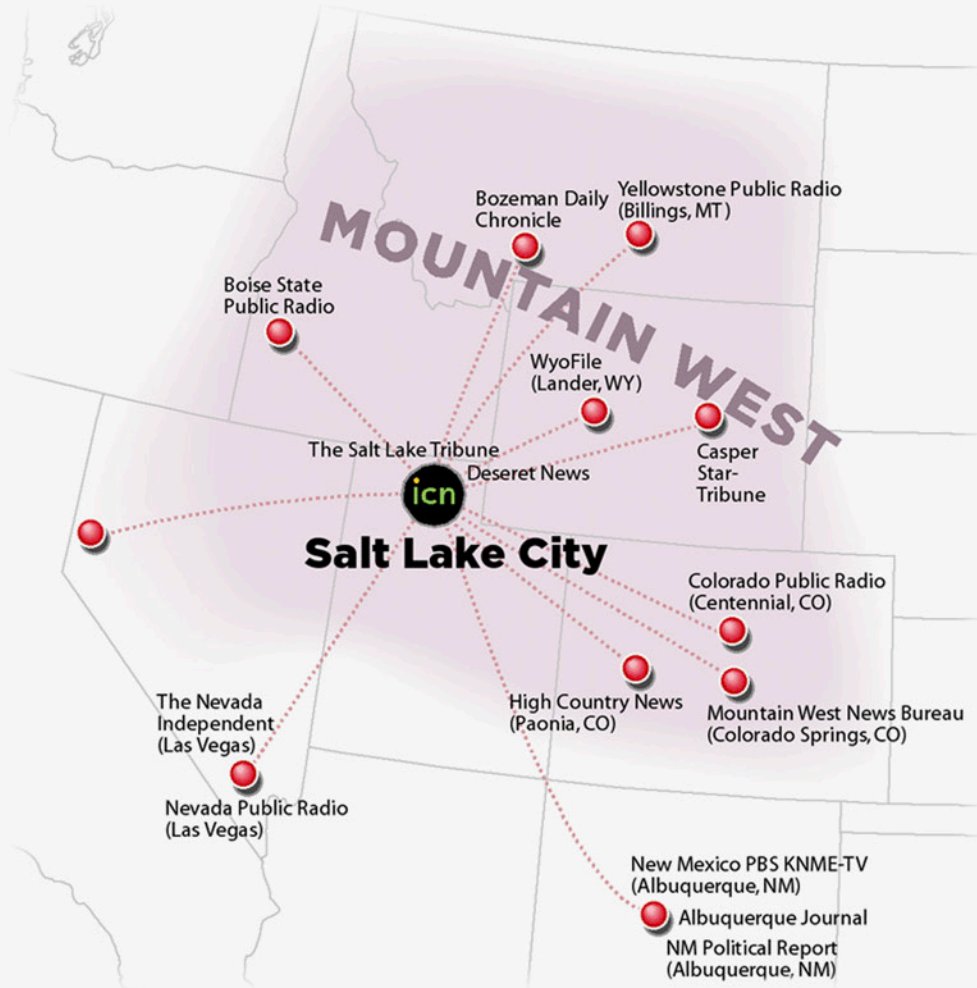 Bozeman Daily
Chronicle
Yellowstone Public Radio
(Billings, MT)
MOUNTAIN WEST
Boise State
Public Radio
WyoFile
(Lander, WY)
Casper
Star-
Tribune
The Salt Lake Tribune
Deseret News
icn
Salt Lake City
Colorado Public Radio
(Centennial, CO)
High Country News
(Paonia, CO)
Mountain West News Bureau
(Colorado Springs, CO)
The Nevada
Independent
(Las Vegas)
Nevada Public Radio
(Las Vegas)
New Mexico PBS KNME-TV
(Albuquerque, NM)
Albuquerque Journal
NM Political Report
(Albuquerque, NM)